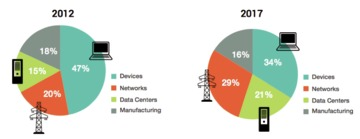 2012
18%
47%
15%
20%
Devices
Networks
Data Centers
Manufacturing
2017
16%
34%
29%
21%
Devices
Networks
Data Centers
Manufacturing